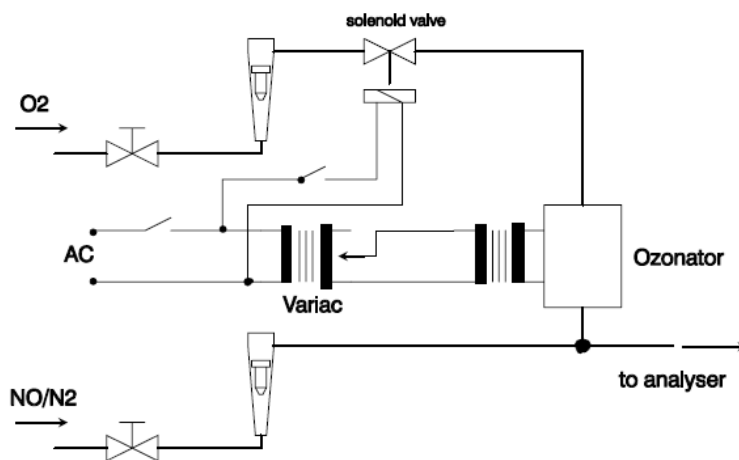 solenoid valve
O2
AC
Variac
Ozonator
NO/N2
to analyser